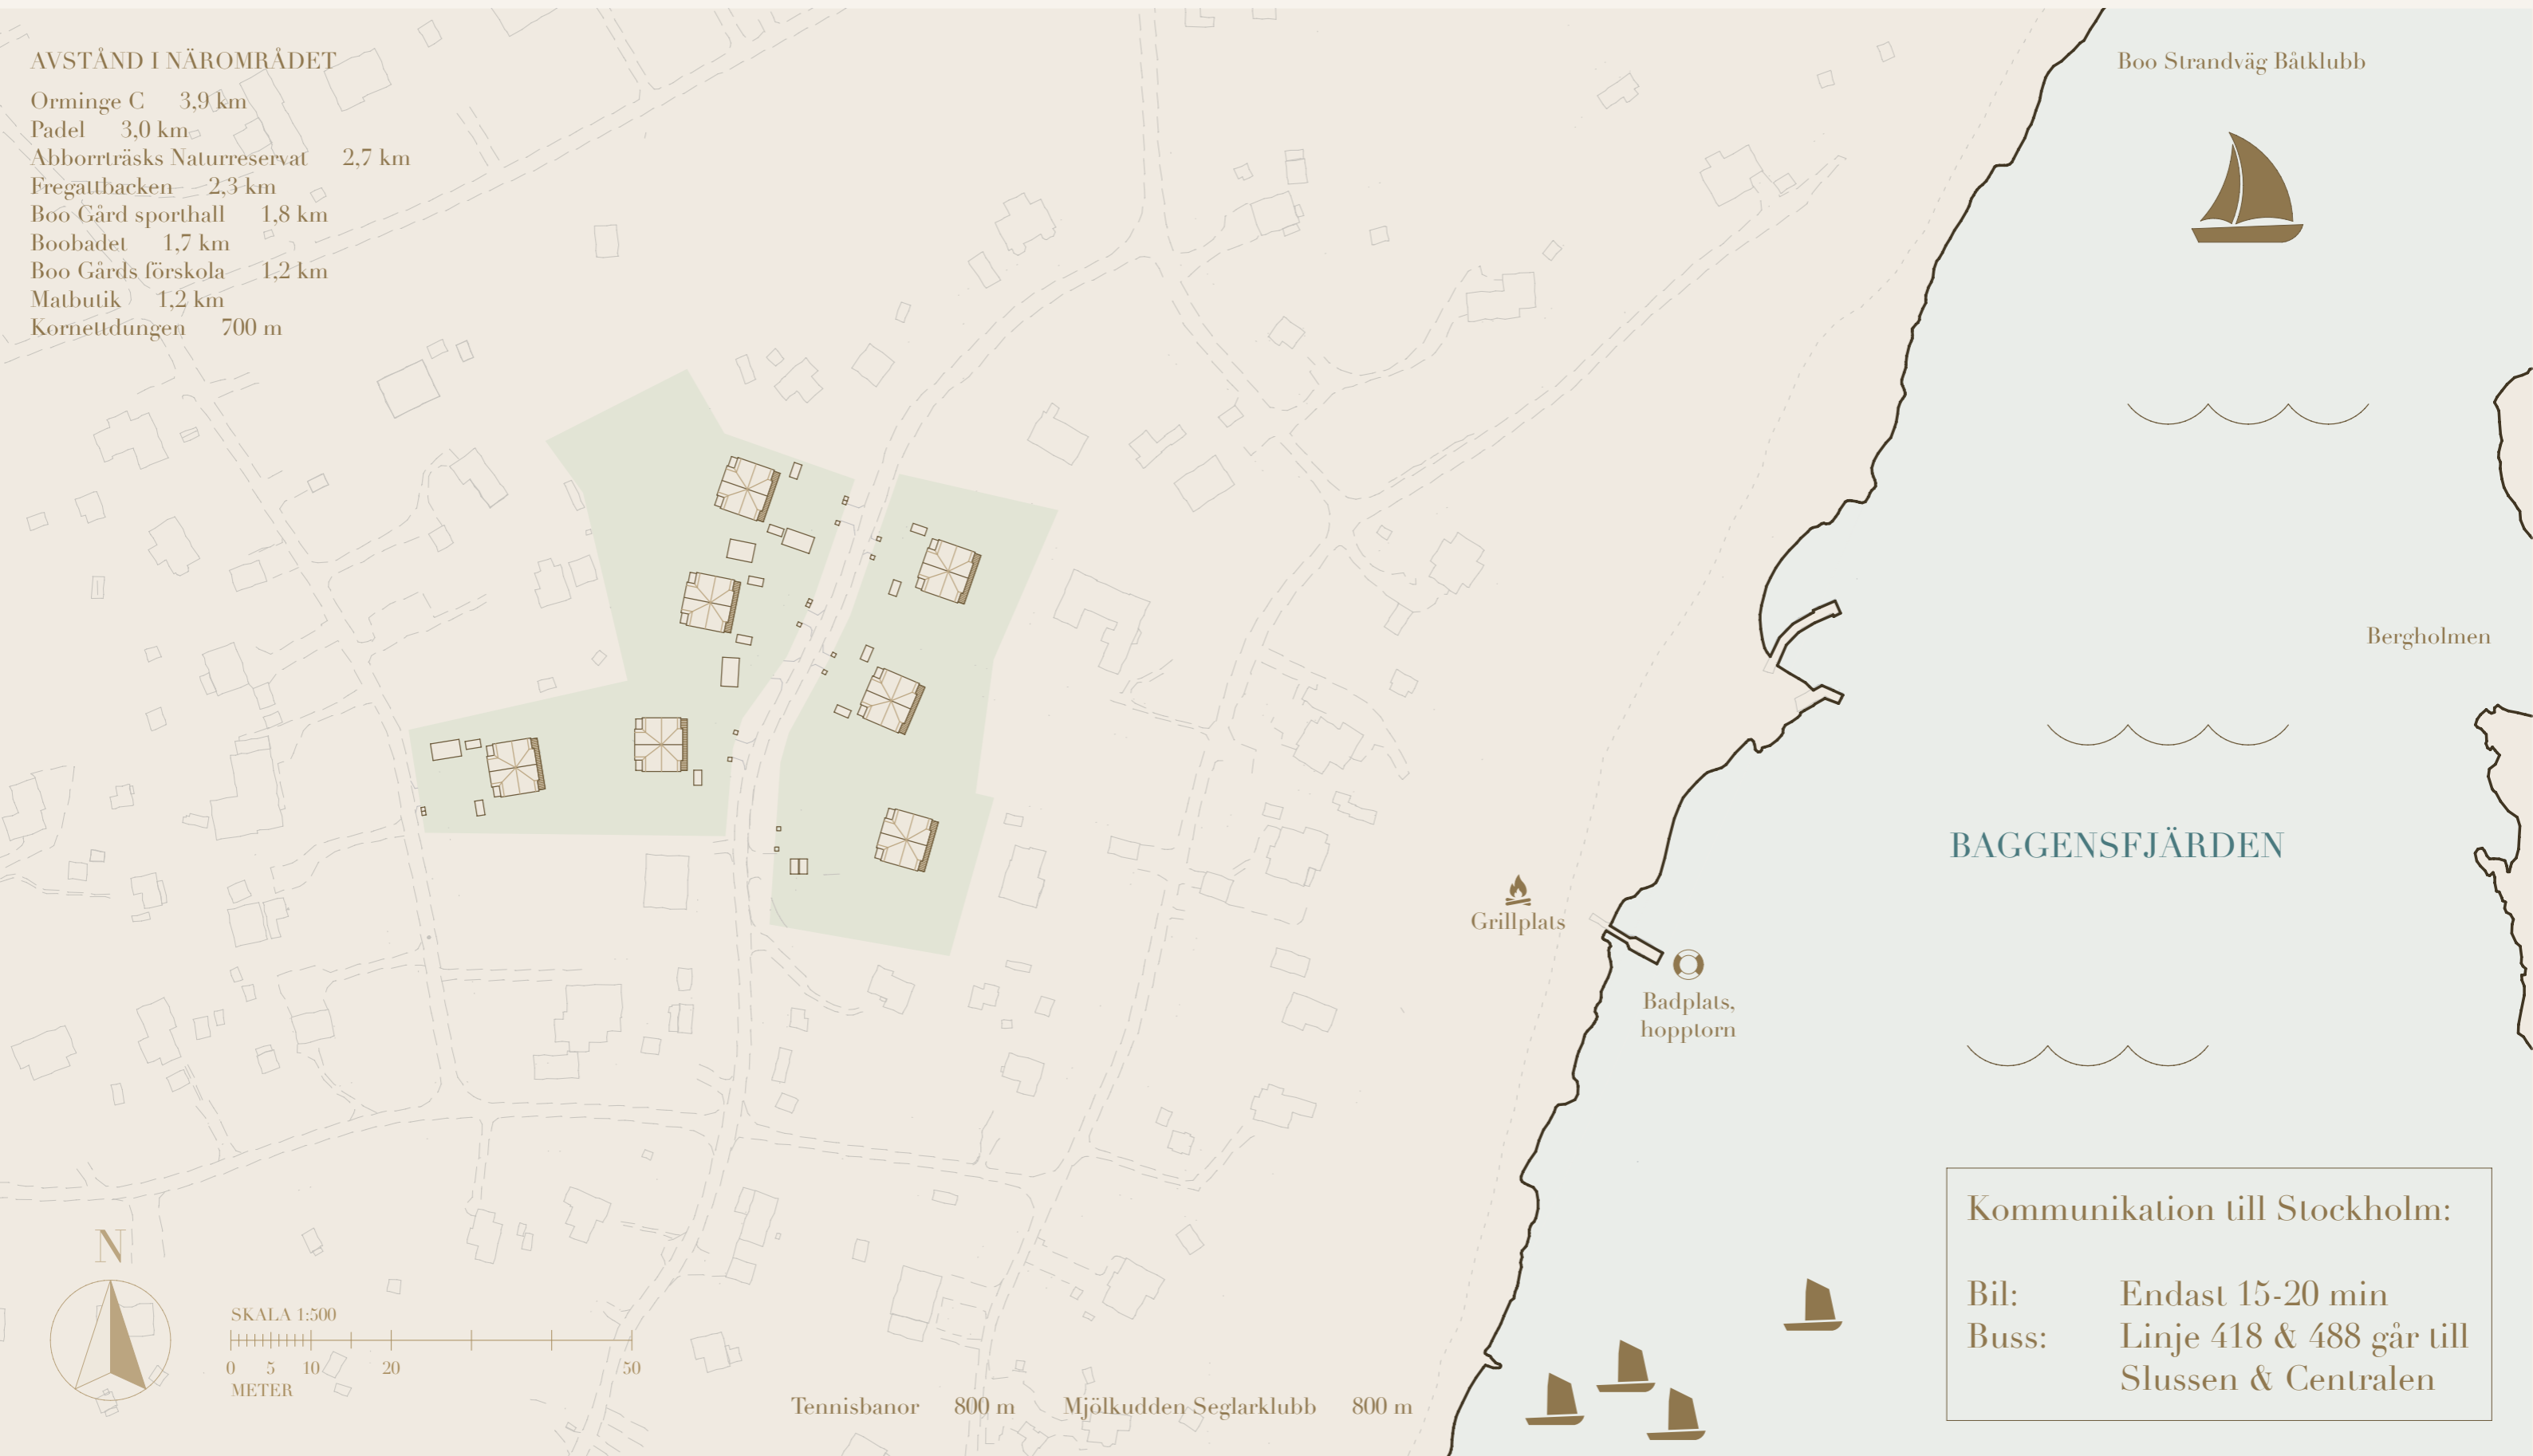 AVSTÅND I NÄROMRÅDET
Orminge C 3,9 km
Padel 3,0 km
Abborrträsks Naturreservat 2,7 km
Fregattbacken 2,3 km
Boo Gård sporthall 1,8 km
Boobadet 1,7 km
Boo Gårds förskola 1,2 km
Matbutik 1,2 km
Kornettdungen 700 m
Boo Strandväg Båtklubb
Bergholmen
BAGGENSFJÄRDEN
Grillplats
Badplats,
hopptorn
N
SKALA 1:500
0 5 10 20 50
METER
Tennisbanor 800 m Mjölkudden Seglarklubb 800 m
Kommunikation till Stockholm:
Bil: Endast 15-20 min
Buss: Linje 418 & 488 går till
Slussen & Centralen